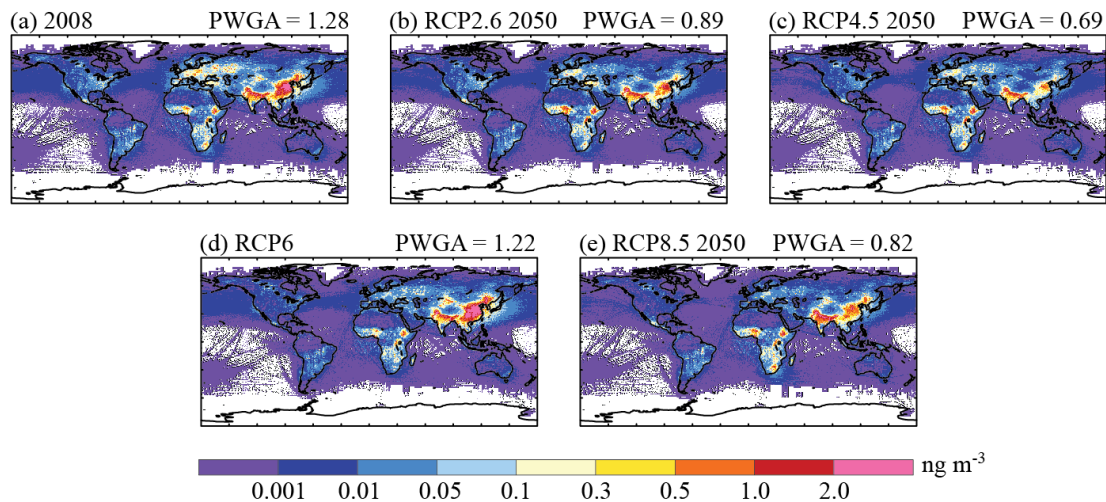 (a) 2008 PWGA = 1.28
(b) RCP2.6 2050 PWGA = 0.89
(c) RCP4.5 2050 PWGA = 0.69
(d) RCP6 PWGA = 1.22
(e) RCP8.5 2050 PWGA = 0.82
ng m⁻³
0.001 0.01 0.05 0.1 0.3 0.5 1.0 2.0